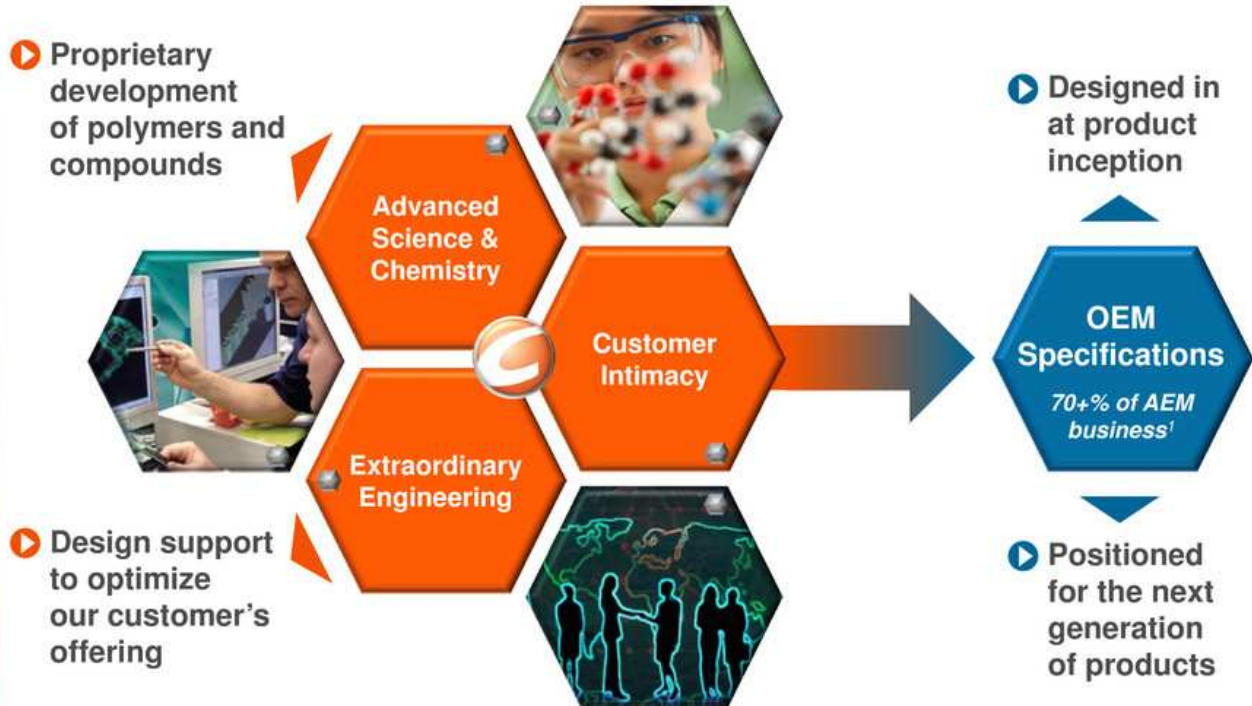 Proprietary
development
of polymers and
compounds
Advanced
Science &
Chemistry
Customer
Intimacy
Extraordinary
Engineering
Design support
to optimize
our customer's
offering
Designed in
at product
inception
OEM
Specifications
70+% of AEM
business¹
Positioned
for the next
generation
of products